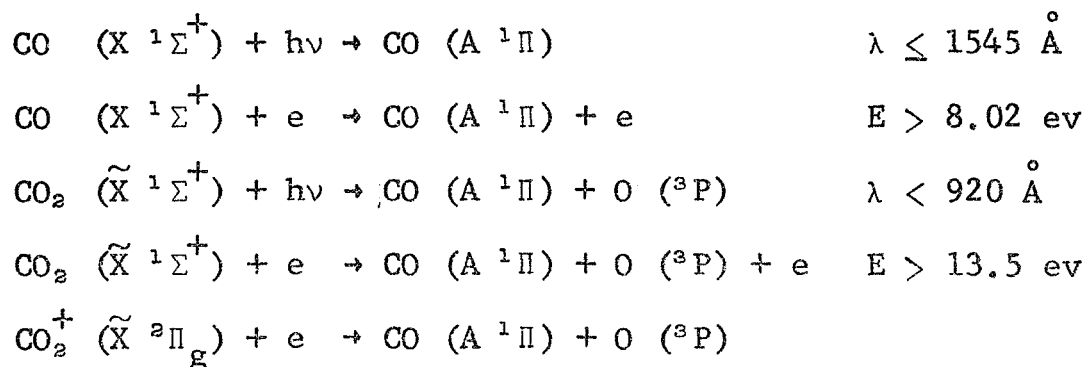 CO (X ¹Σ⁺) + hν → CO (A ¹Π) λ ≤ 1545 Å
CO (X ¹Σ⁺) + e → CO (A ¹Π) + e E > 8.02 ev
CO₂ (X̃ ¹Σ⁺) + hν → CO (A ¹Π) + O (³P) λ < 920 Å
CO₂ (X̃ ¹Σ⁺) + e → CO (A ¹Π) + O (³P) + e E > 13.5 ev
CO₂⁺ (X̃ ²Π_g) + e → CO (A ¹Π) + O (³P)